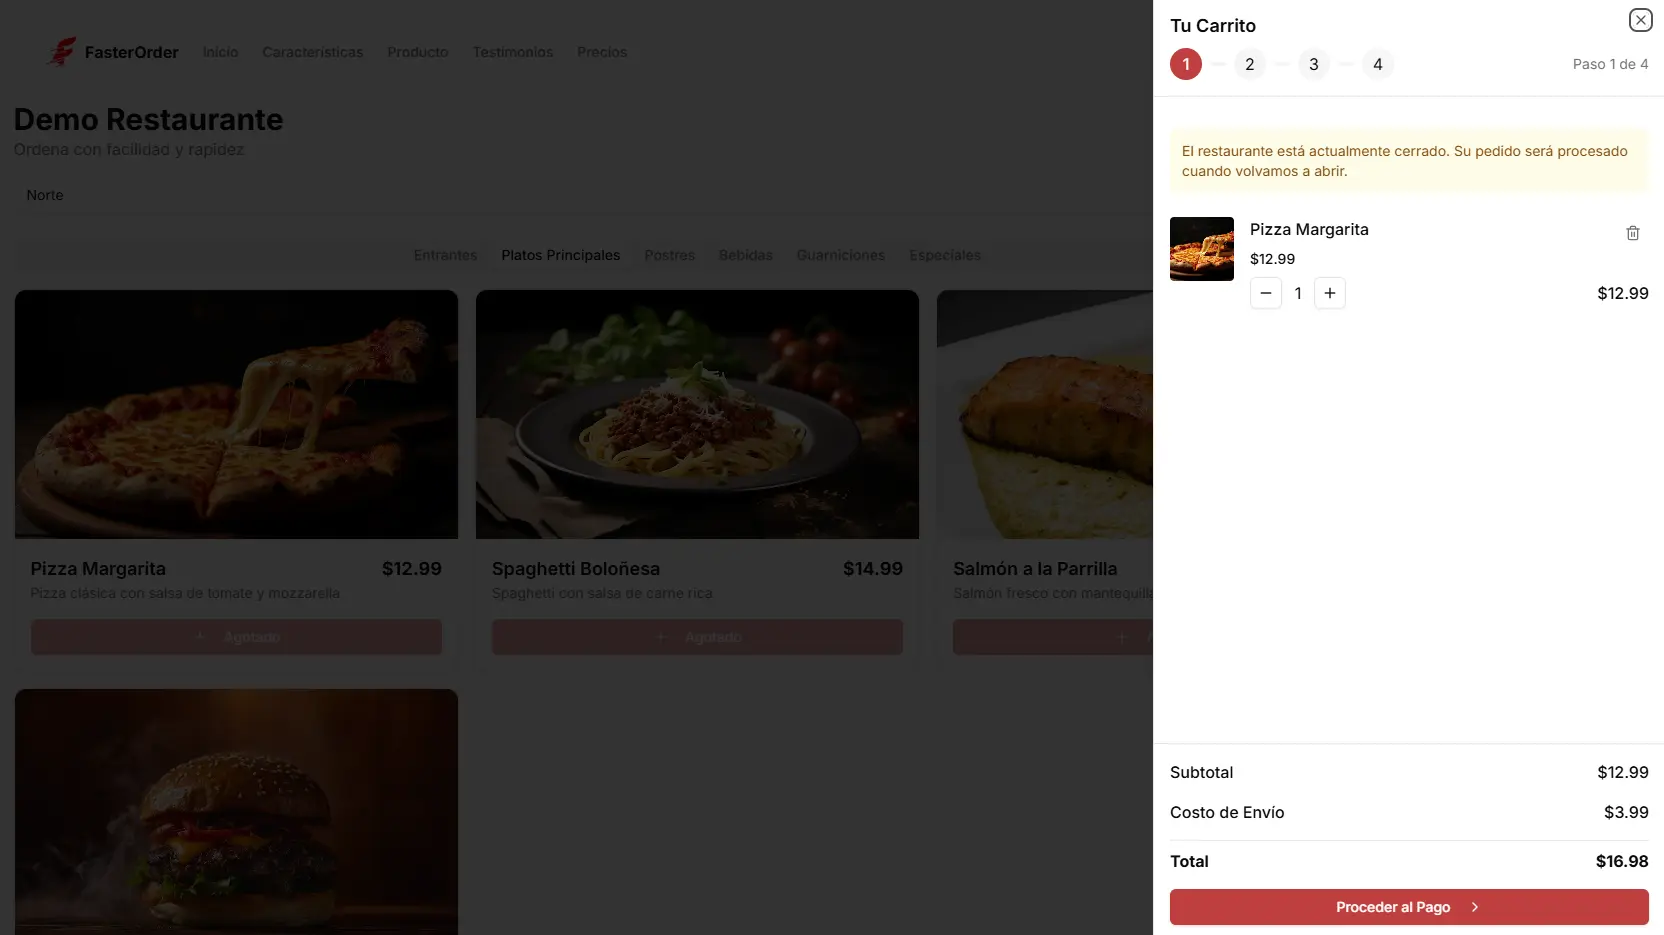 FasterOrder
Inicio
Características
Producto
Testimonios
Precios
Demo Restaurante
Ordena con facilidad y rapidez
Norte
Entrantes
Platos Principales
Postres
Bebidas
Guarniciones
Especiales
Pizza Margarita
$12.99
Pizza clásica con salsa de tomate y mozzarella
+ Agotado
Spaghetti Boloñesa
$14.99
Spaghetti con salsa de carne rica
+ Agotado
Salmón a la Parrilla
Salmón fresco con mantequill
+
Tu Carrito
1
2
3
4
Paso 1 de 4
El restaurante está actualmente cerrado. Su pedido será procesado
cuando volvamos a abrir.
Pizza Margarita
$12.99
− 1 +
$12.99
Subtotal
$12.99
Costo de Envío
$3.99
Total
$16.98
Proceder al Pago